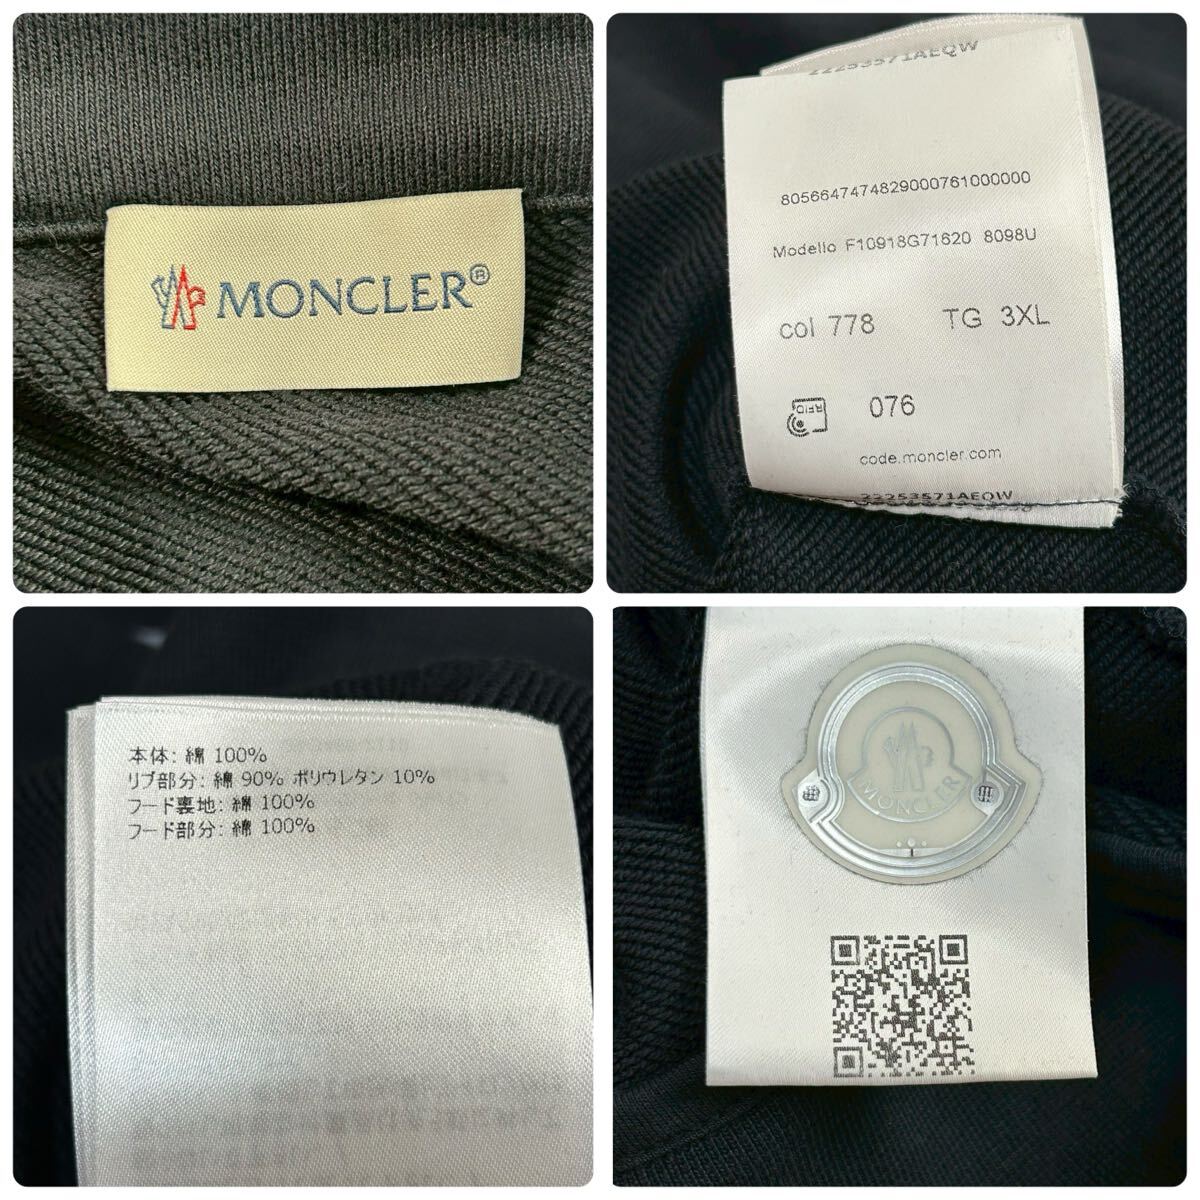 MONCLER®
22253571AEQW
8056647474829000761000000
Modello F10918G71620 8098U
col 778 TG 3XL
RFID 076
code.moncler.com
22253571AEQW
本体: 綿 100%
リブ部分: 綿 90% ポリウレタン 10%
フード裏地: 綿 100%
フード部分: 綿 100%
MONCLER